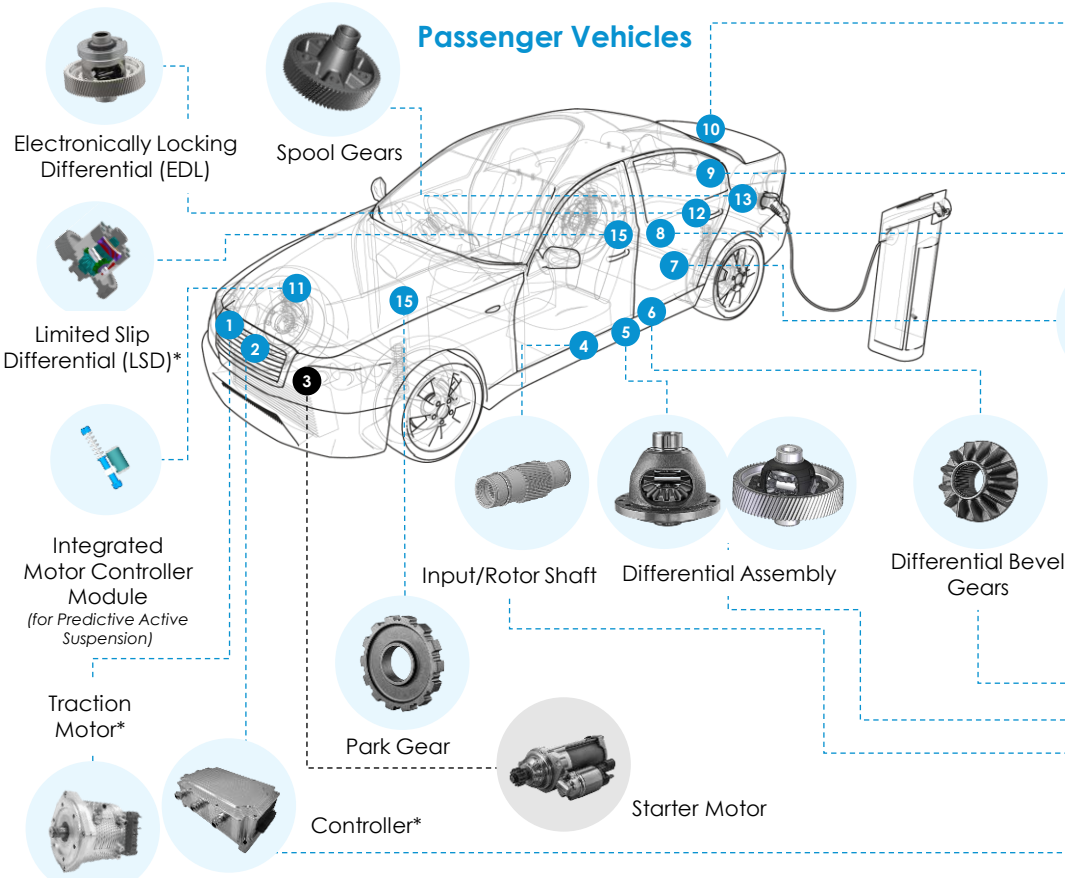 Passenger Vehicles
Electronically Locking
Differential (EDL)
Spool Gears
10
9
13
12
15
8
7
Limited Slip
Differential (LSD)*
11
15
1
2
3
6
5
4
Integrated
Motor Controller
Module
(for Predictive Active
Suspension)
Input/Rotor Shaft
Differential Assembly
Differential Bevel
Gears
Traction
Motor*
Park Gear
Controller*
Starter Motor